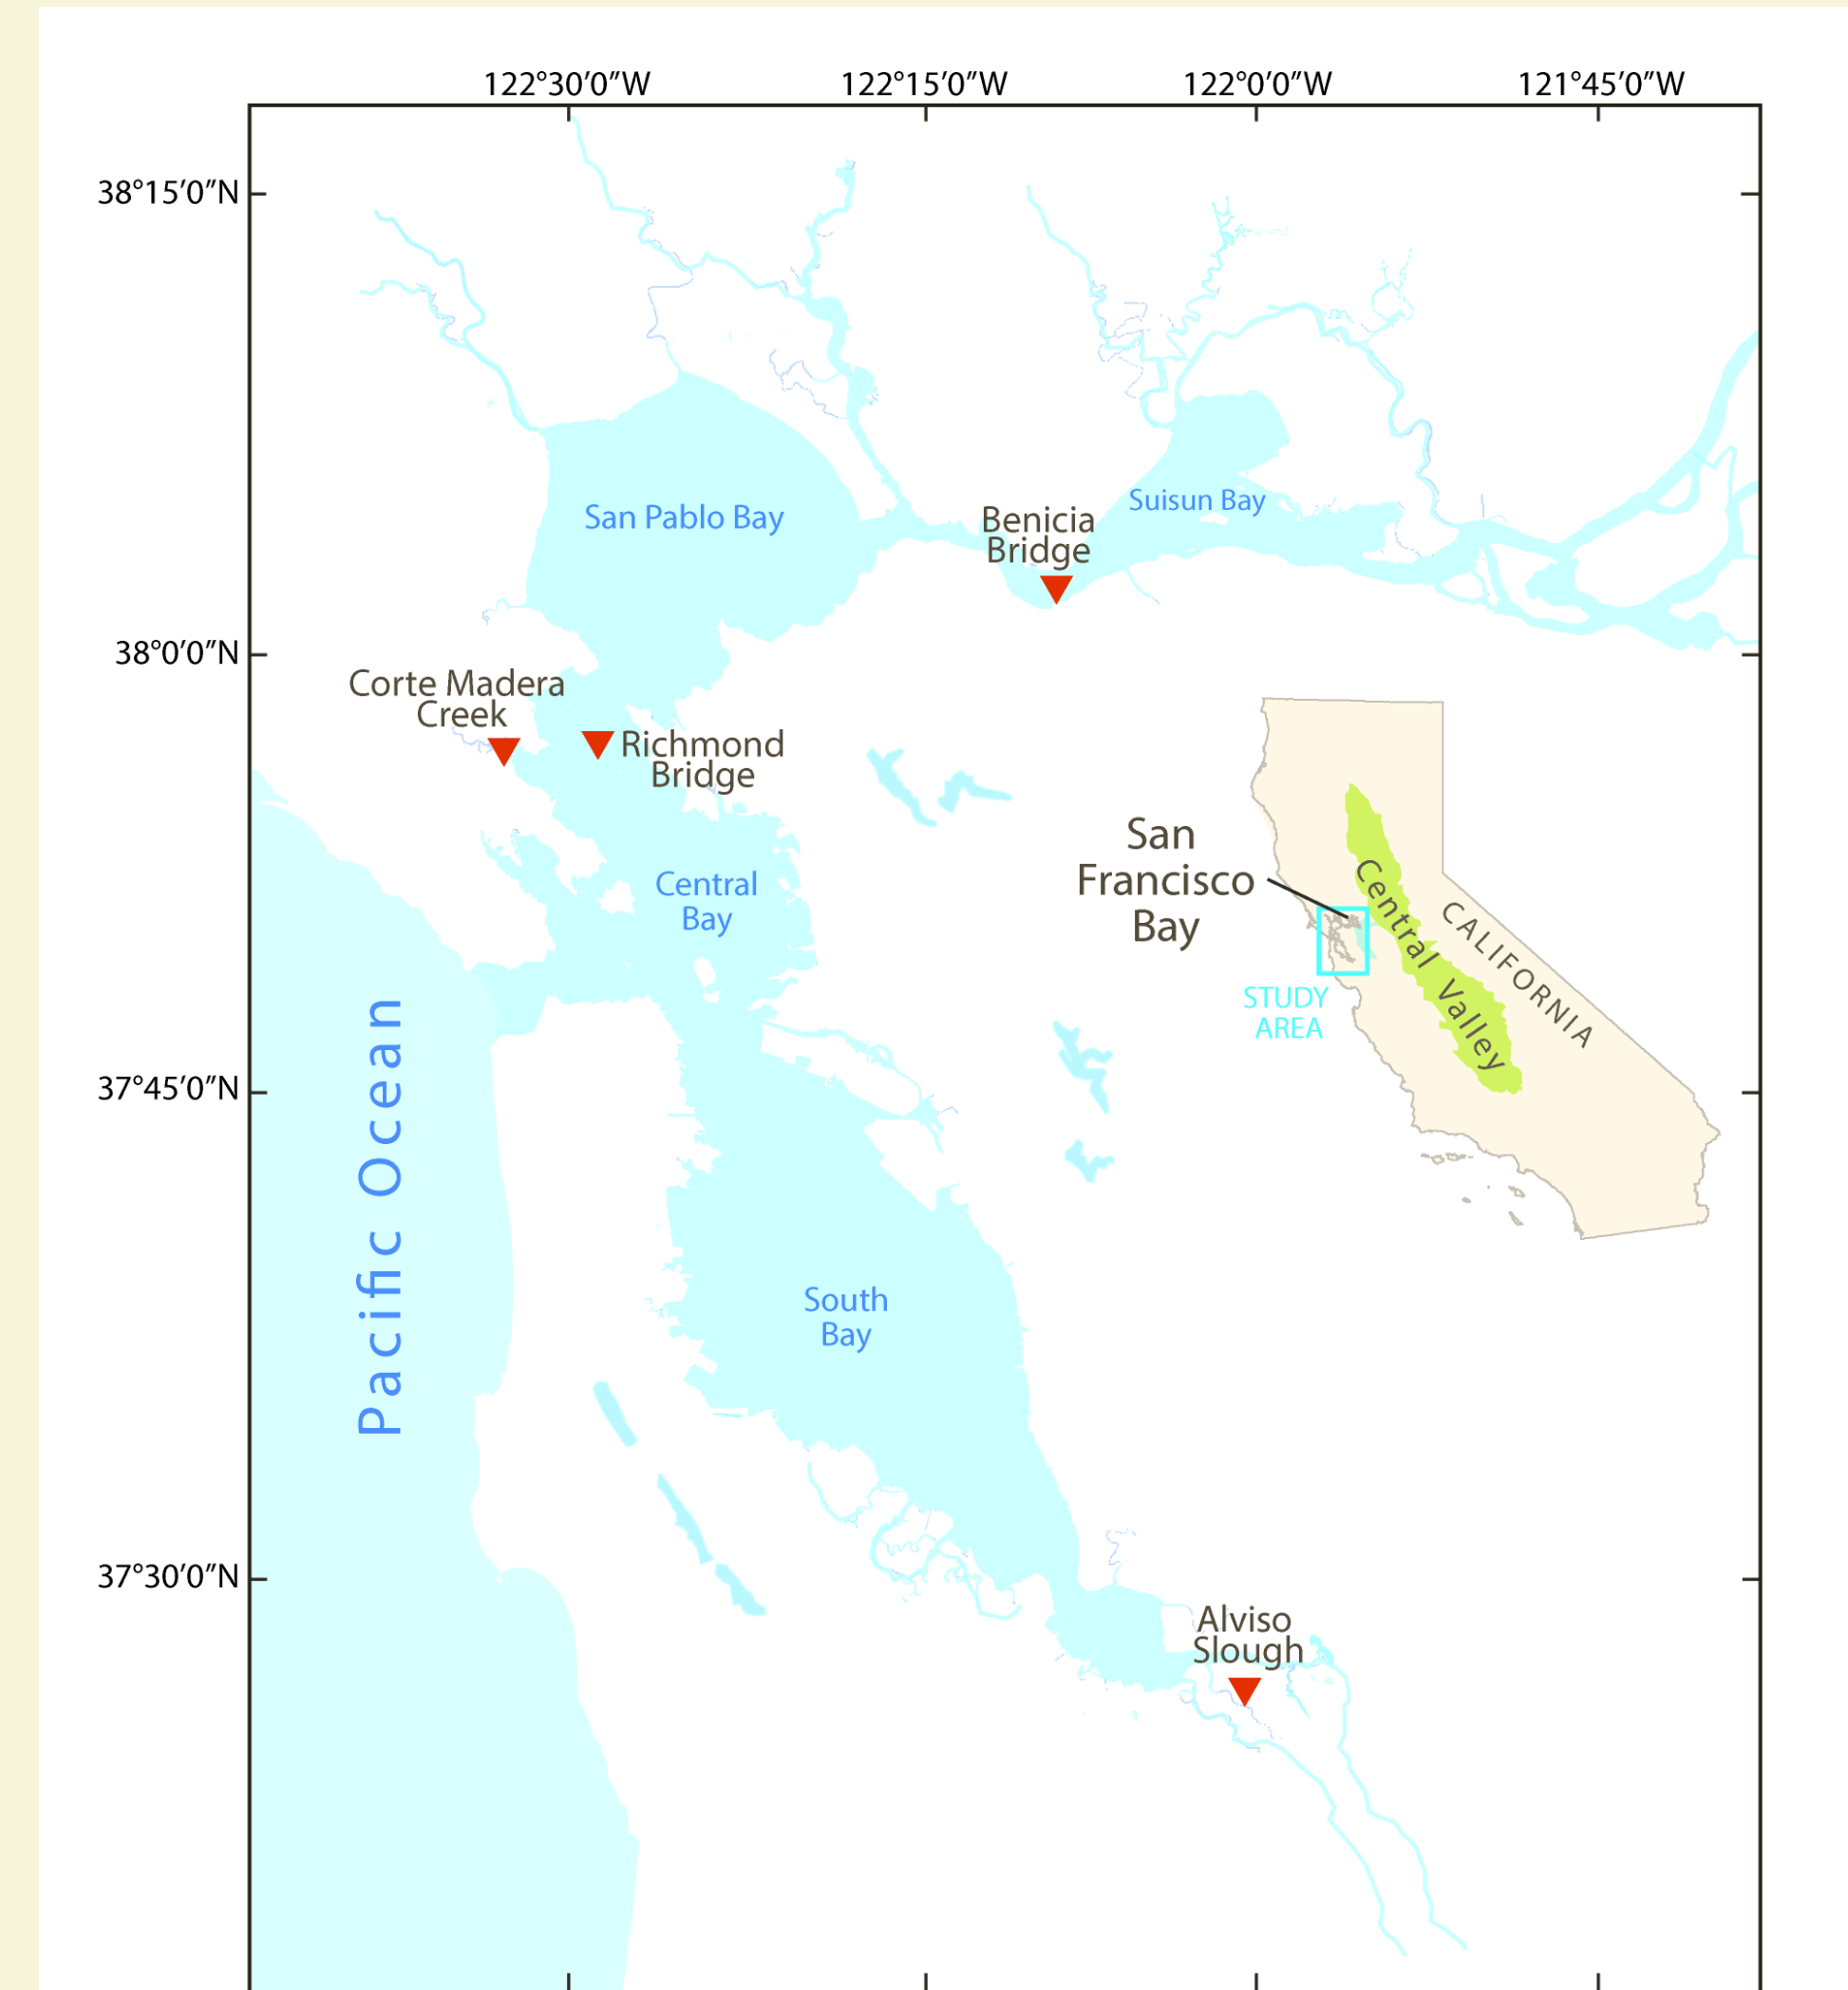 122°30′0″W
122°15′0″W
122°0′0″W
121°45′0″W
38°15′0″N
San Pablo Bay
Suisun Bay
Benicia
Bridge
38°0′0″N
Corte Madera
Creek
Richmond
Bridge
San
Francisco
Bay
Central Valley
CALIFORNIA
STUDY
AREA
Central
Bay
Pacific Ocean
37°45′0″N
South
Bay
37°30′0″N
Alviso
Slough